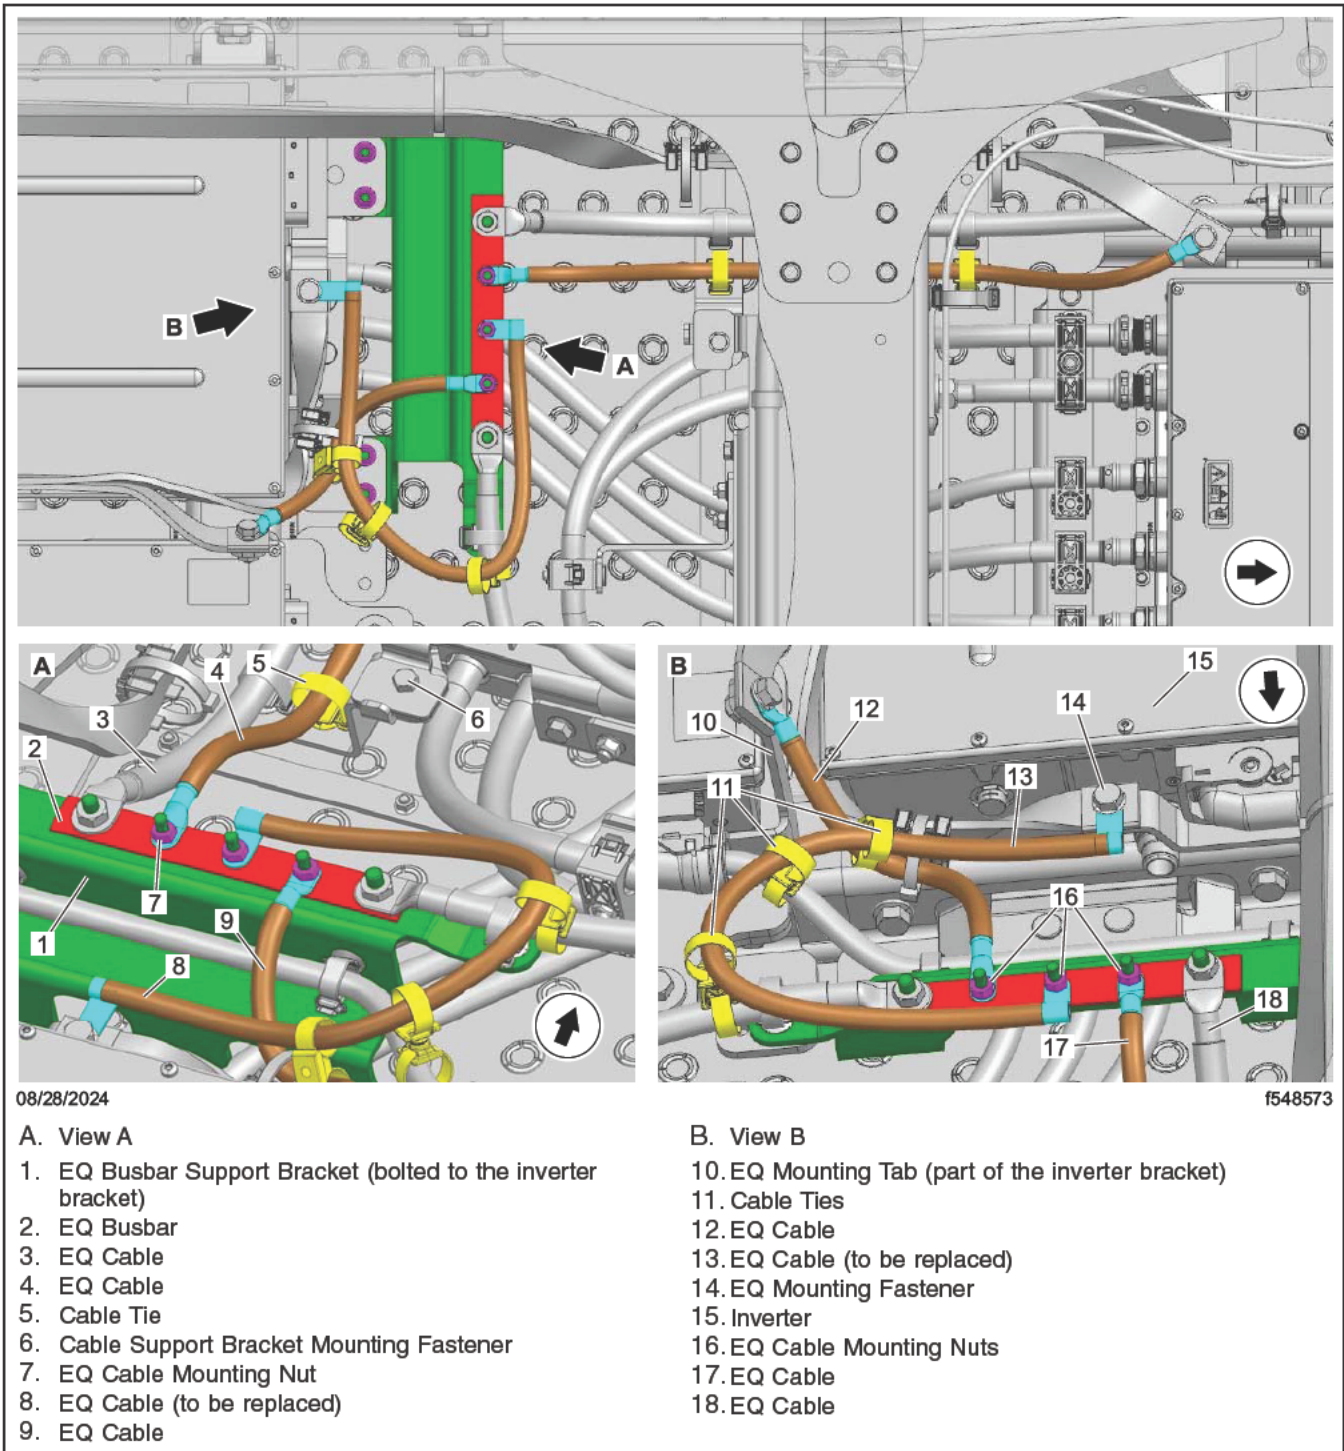 B
A
A
5
4
3
6
2
7
9
1
8
B
15
14
10
12
11
13
16
18
17
08/28/2024
f548573
A. View A
1. EQ Busbar Support Bracket (bolted to the inverter
bracket)
2. EQ Busbar
3. EQ Cable
4. EQ Cable
5. Cable Tie
6. Cable Support Bracket Mounting Fastener
7. EQ Cable Mounting Nut
8. EQ Cable (to be replaced)
9. EQ Cable
B. View B
10. EQ Mounting Tab (part of the inverter bracket)
11. Cable Ties
12. EQ Cable
13. EQ Cable (to be replaced)
14. EQ Mounting Fastener
15. Inverter
16. EQ Cable Mounting Nuts
17. EQ Cable
18. EQ Cable